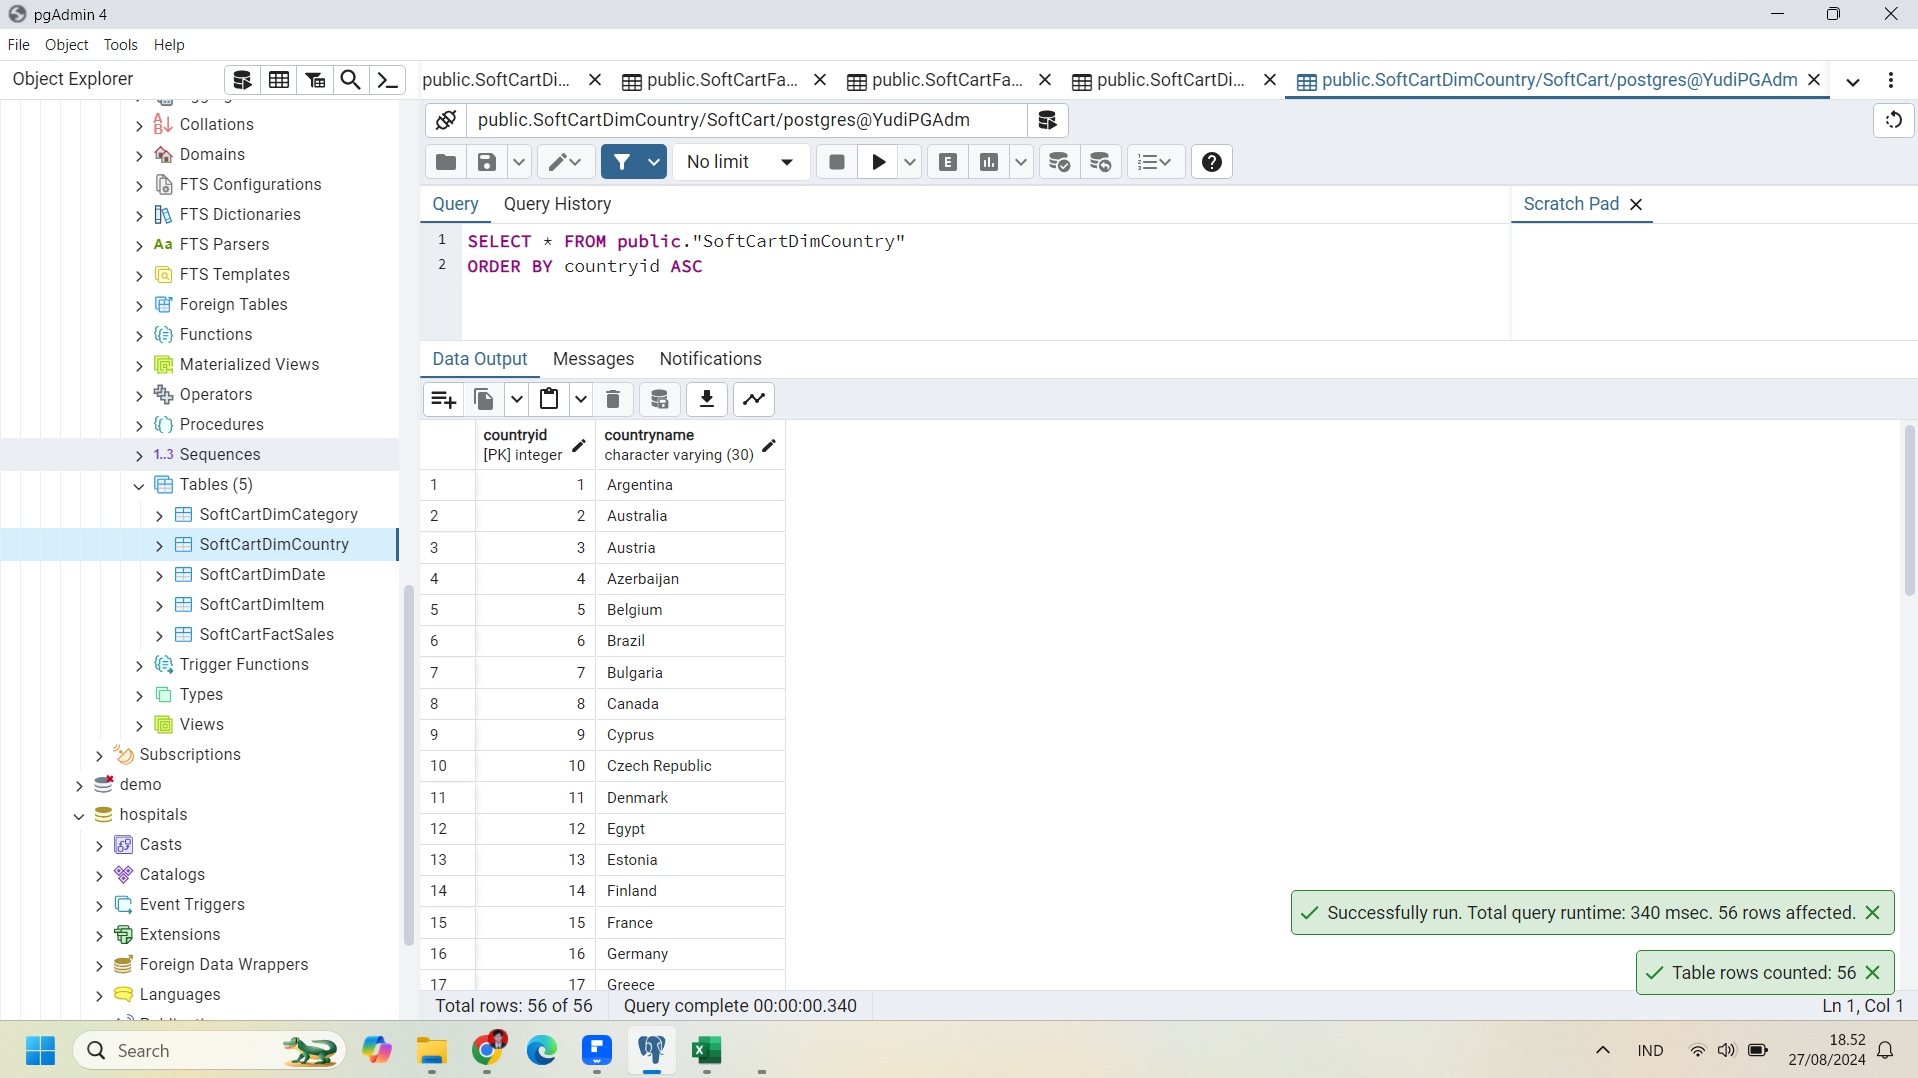 pgAdmin 4
File Object Tools Help
Object Explorer
public.SoftCartDi... public.SoftCartFa... public.SoftCartFa... public.SoftCartDi... public.SoftCartDimCountry/SoftCart/postgres@YudiPGAdm
public.SoftCartDimCountry/SoftCart/postgres@YudiPGAdm
No limit
E
Query Query History
Scratch Pad
1 SELECT * FROM public."SoftCartDimCountry"
2 ORDER BY countryid ASC
Data Output Messages Notifications
countryid countryname
[PK] integer character varying (30)
1 1 Argentina
2 2 Australia
3 3 Austria
4 4 Azerbaijan
5 5 Belgium
6 6 Brazil
7 7 Bulgaria
8 8 Canada
9 9 Cyprus
10 10 Czech Republic
11 11 Denmark
12 12 Egypt
13 13 Estonia
14 14 Finland
15 15 France
16 16 Germany
17 17 Greece
Total rows: 56 of 56 Query complete 00:00:00.340
Ln 1, Col 1
Successfully run. Total query runtime: 340 msec. 56 rows affected.
Table rows counted: 56
Collations
Domains
FTS Configurations
FTS Dictionaries
Aa FTS Parsers
FTS Templates
Foreign Tables
Functions
Materialized Views
Operators
Procedures
1..3 Sequences
Tables (5)
SoftCartDimCategory
SoftCartDimCountry
SoftCartDimDate
SoftCartDimItem
SoftCartFactSales
Trigger Functions
Types
Views
Subscriptions
demo
hospitals
Casts
Catalogs
Event Triggers
Extensions
Foreign Data Wrappers
Languages
Search
IND
18.52
27/08/2024